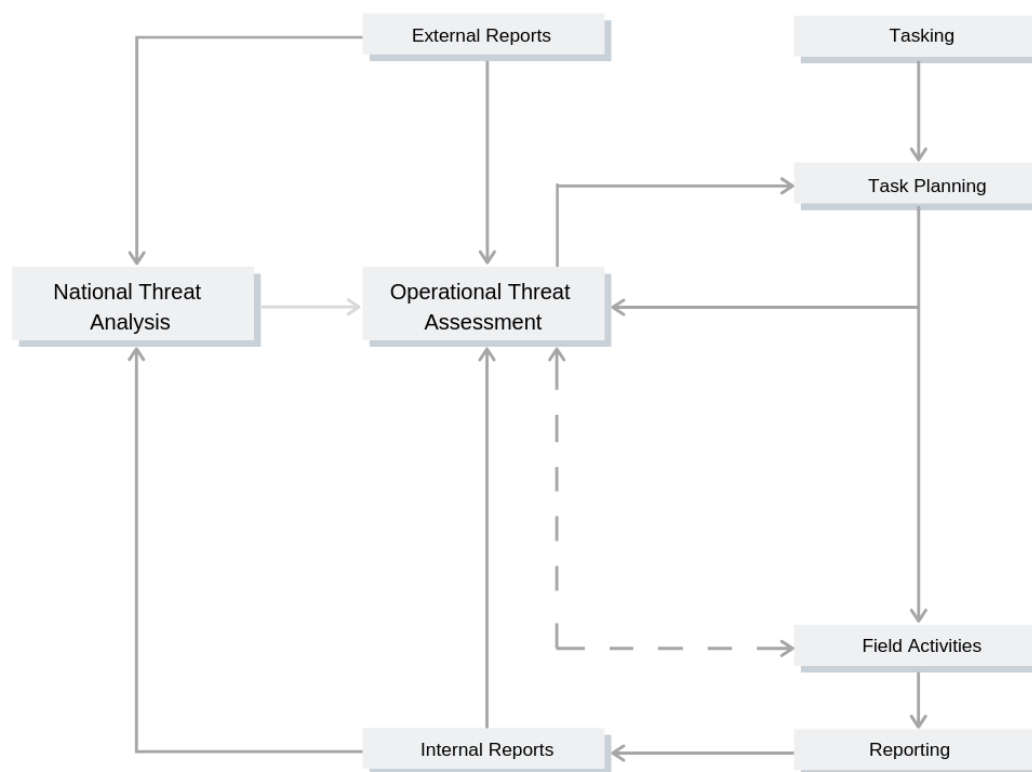 External Reports
Tasking
Task Planning
National Threat
Analysis
Operational Threat
Assessment
Field Activities
Internal Reports
Reporting